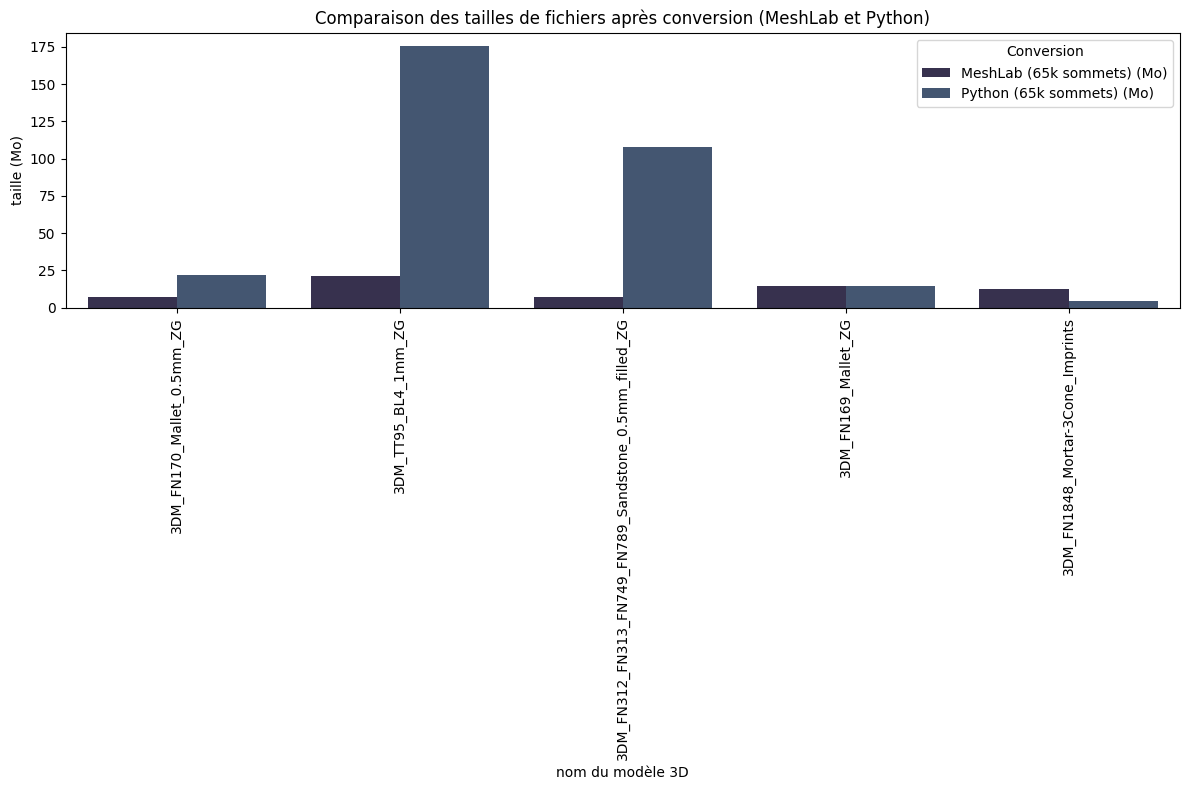 Comparaison des tailles de fichiers après conversion (MeshLab et Python)
taille (Mo)
175
150
125
100
75
50
25
0
Conversion
MeshLab (65k sommets) (Mo)
Python (65k sommets) (Mo)
3DM_FN170_Mallet_0.5mm_ZG
3DM_TT95_BL4_1mm_ZG
3DM_FN312_FN313_FN749_FN789_Sandstone_0.5mm_filled_ZG
3DM_FN169_Mallet_ZG
3DM_FN1848_Mortar-3Cone_Imprints
nom du modèle 3D